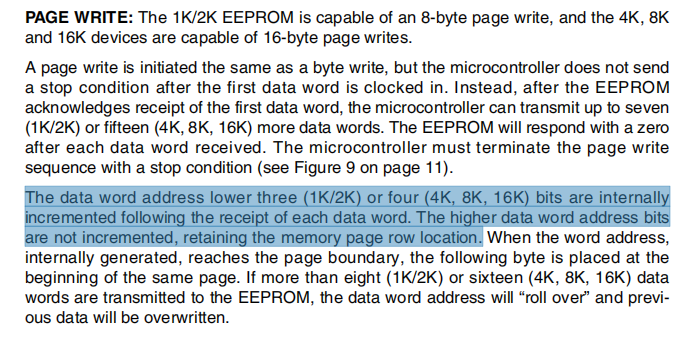 PAGE WRITE: The 1K/2K EEPROM is capable of an 8-byte page write, and the 4K, 8K
and 16K devices are capable of 16-byte page writes.
A page write is initiated the same as a byte write, but the microcontroller does not send
a stop condition after the first data word is clocked in. Instead, after the EEPROM
acknowledges receipt of the first data word, the microcontroller can transmit up to seven
(1K/2K) or fifteen (4K, 8K, 16K) more data words. The EEPROM will respond with a zero
after each data word received. The microcontroller must terminate the page write
sequence with a stop condition (see Figure 9 on page 11).
The data word address lower three (1K/2K) or four (4K, 8K, 16K) bits are internally
incremented following the receipt of each data word. The higher data word address bits
are not incremented, retaining the memory page row location. When the word address,
internally generated, reaches the page boundary, the following byte is placed at the
beginning of the same page. If more than eight (1K/2K) or sixteen (4K, 8K, 16K) data
words are transmitted to the EEPROM, the data word address will “roll over” and previ-
ous data will be overwritten.